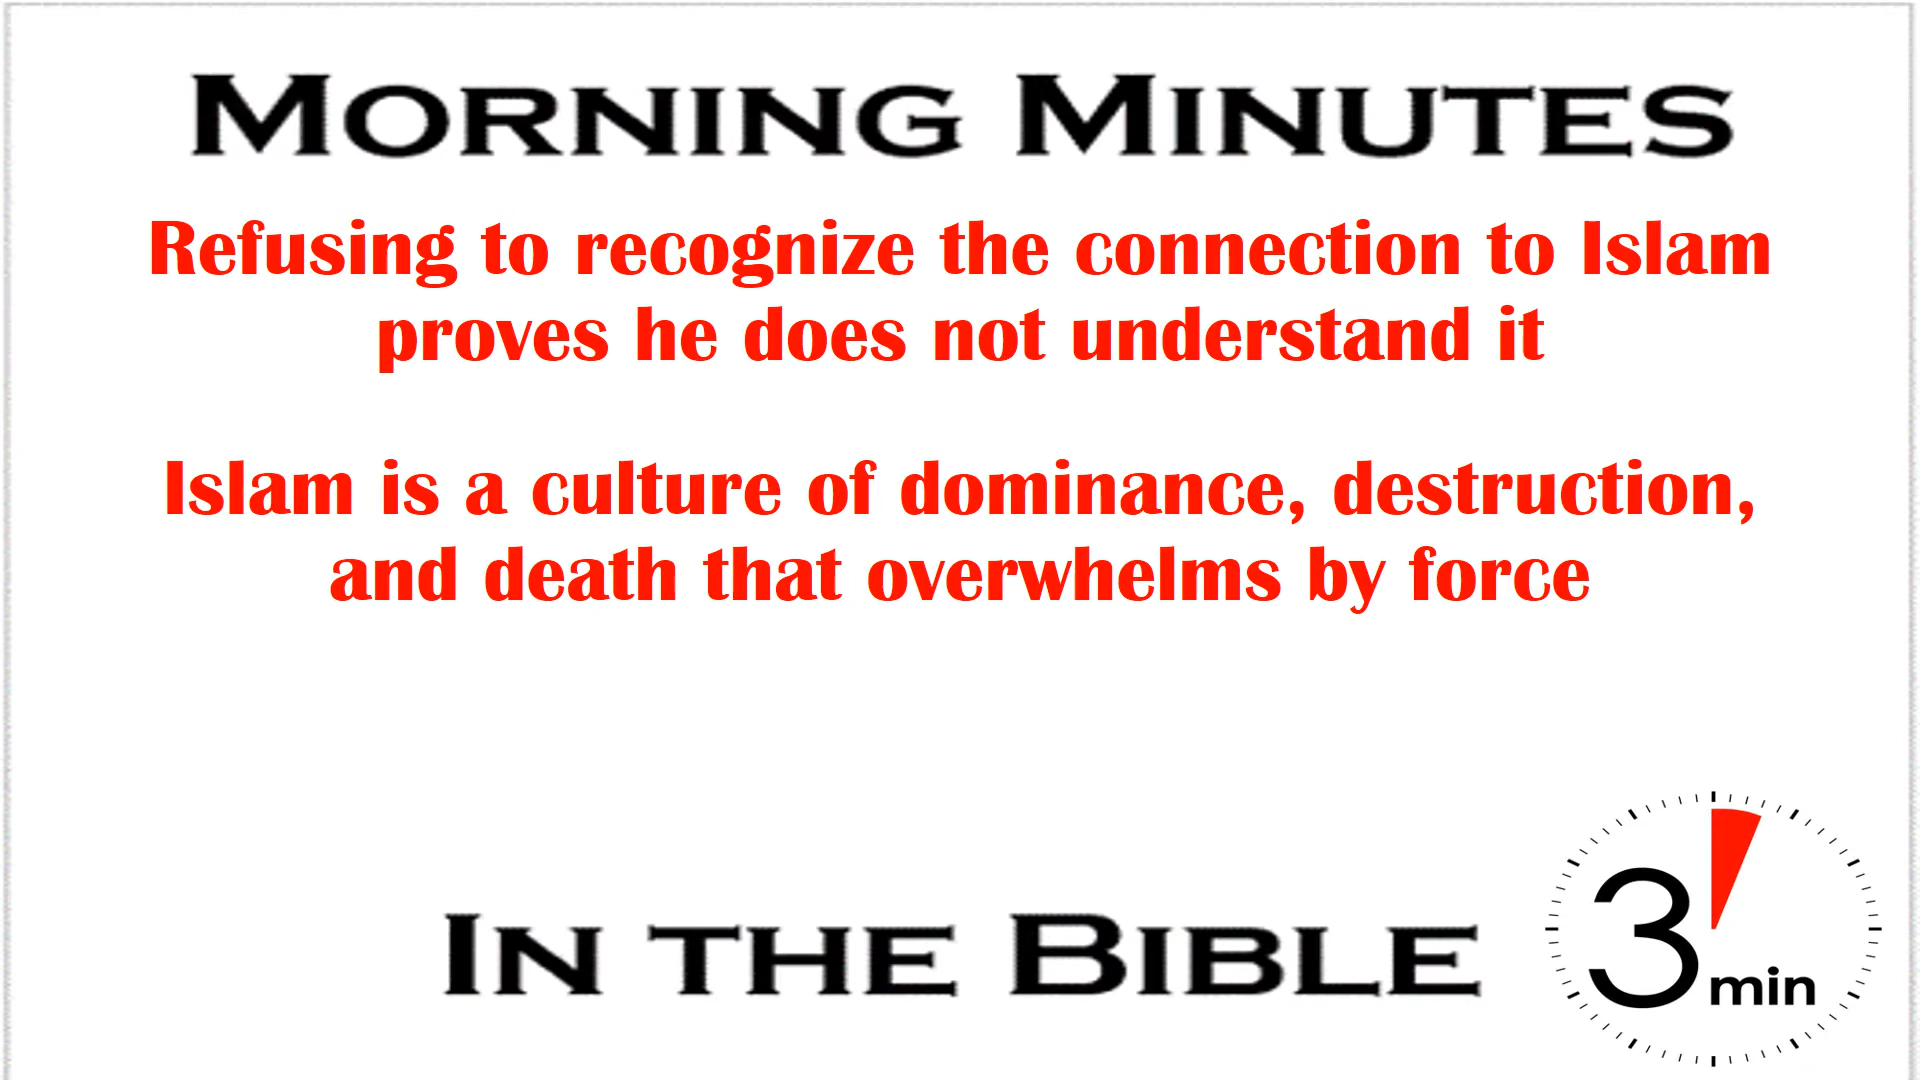 Morning Minutes
Refusing to recognize the connection to Islam
proves he does not understand it
Islam is a culture of dominance, destruction,
and death that overwhelms by force
In the Bible
3 min